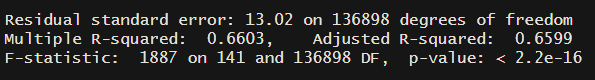 Residual standard error: 13.02 on 136898 degrees of freedom
Multiple R-squared:  0.6603,    Adjusted R-squared:  0.6599
F-statistic:  1887 on 141 and 136898 DF,  p-value: < 2.2e-16